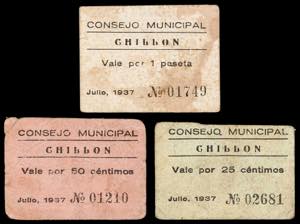 CONSEJO MUNICIPAL
CHILLON
Vale por 1 peseta
Julio, 1937 № 01749
CONSEJO MUNICIPAL
CHILLON
Vale por 50 céntimos
Julio, 1937 № 01210
CONSEJO MUNICIPAL
CHILLON
Vale por 25 céntimos
Julio, 1937 № 02681